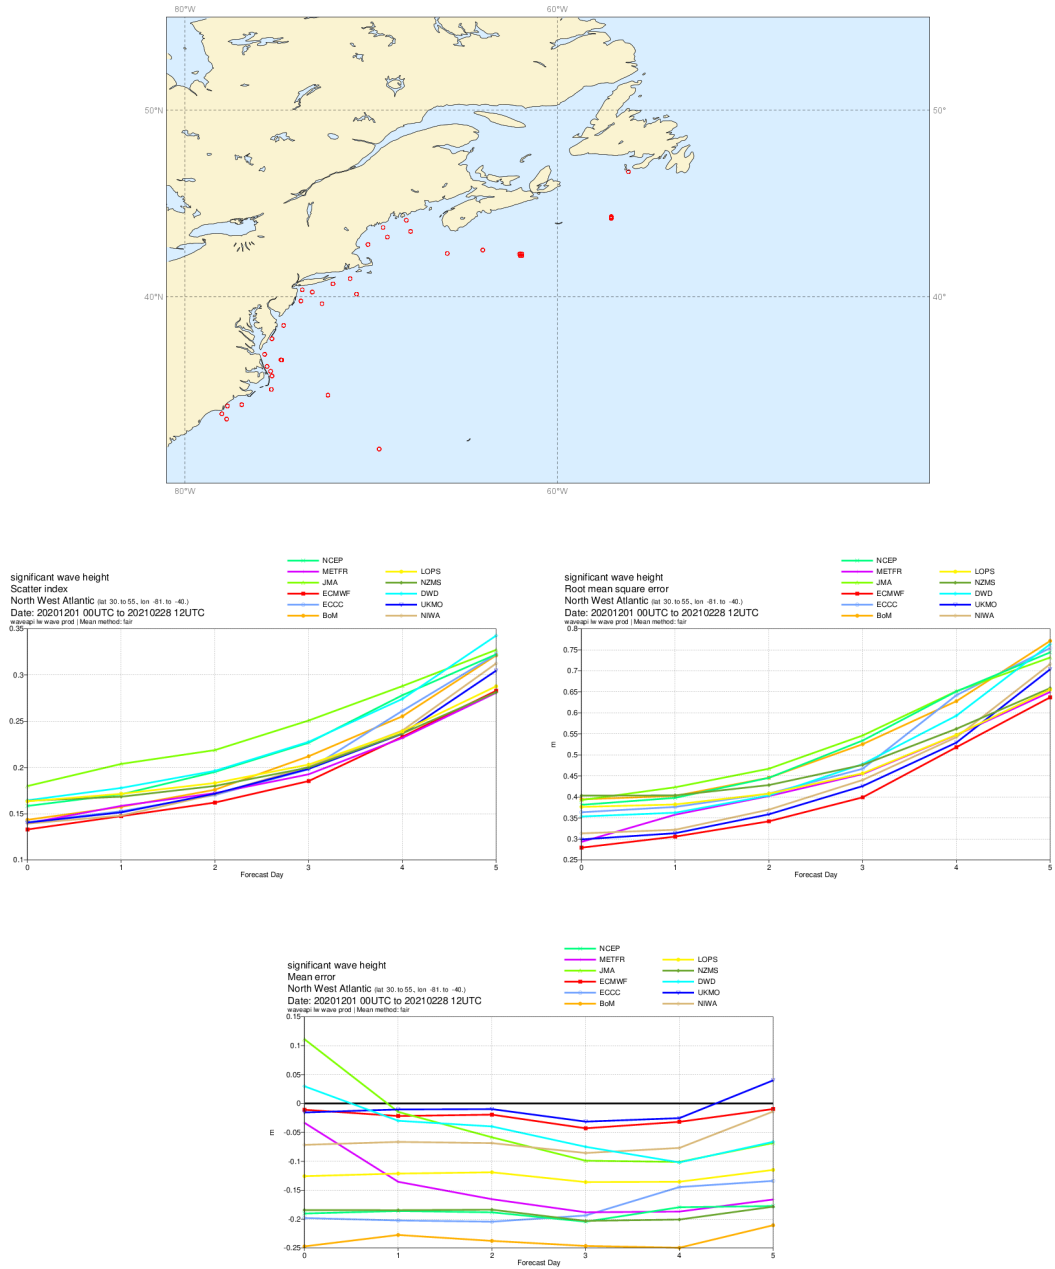 80°W 60°W
50°N 50°
40°N 40°
80°W 60°W
significant wave height
Scatter index
North West Atlantic (lat 30. to 55., lon -81. to -40.)
Date: 20201201 00UTC to 20210228 12UTC
waveapi lw wave prod | Mean method: fair
NCEP
METFR
JMA
ECMWF
ECCC
BoM
LOPS
NZMS
DWD
UKMO
NIWA
0.35
0.3
0.25
0.2
0.15
0.1
0 1 2 3 4 5
Forecast Day
significant wave height
Root mean square error
North West Atlantic (lat 30. to 55., lon -81. to -40.)
Date: 20201201 00UTC to 20210228 12UTC
waveapi lw wave prod | Mean method: fair
NCEP
METFR
JMA
ECMWF
ECCC
BoM
LOPS
NZMS
DWD
UKMO
NIWA
0.8
0.75
0.7
0.65
0.6
0.55
0.5
0.45
0.4
0.35
0.3
0.25
m
0 1 2 3 4 5
Forecast Day
significant wave height
Mean error
North West Atlantic (lat 30. to 55., lon -81. to -40.)
Date: 20201201 00UTC to 20210228 12UTC
waveapi lw wave prod | Mean method: fair
NCEP
METFR
JMA
ECMWF
ECCC
BoM
LOPS
NZMS
DWD
UKMO
NIWA
0.15
0.1
0.05
0
-0.05
-0.1
-0.15
-0.2
-0.25
m
0 1 2 3 4 5
Forecast Day